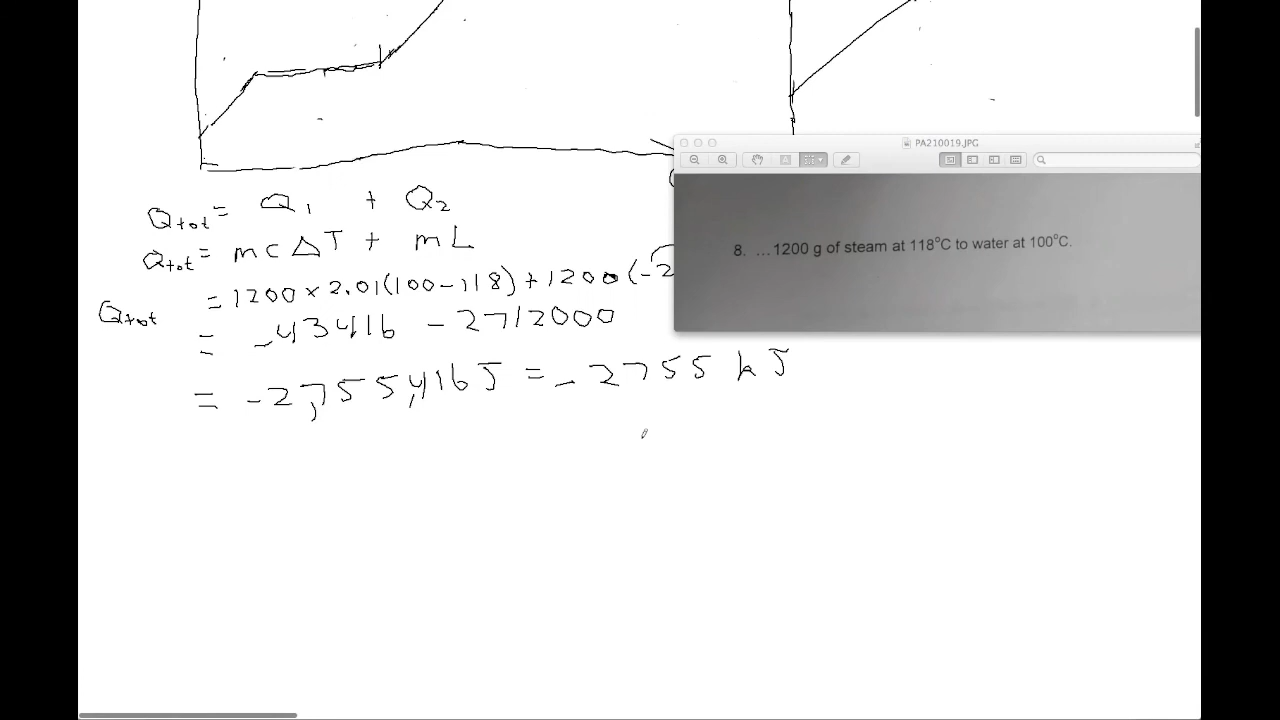 PA210019.JPG
Qtot = Q1 + Q2
8. ...1200 g of steam at 118°C to water at 100°C.
Qtot = mcΔT + mL
Qtot = 1200 × 2.01(100-118) + 1200(-2
= -43416 - 2712000
= -2,755,416J = -2755 kJ